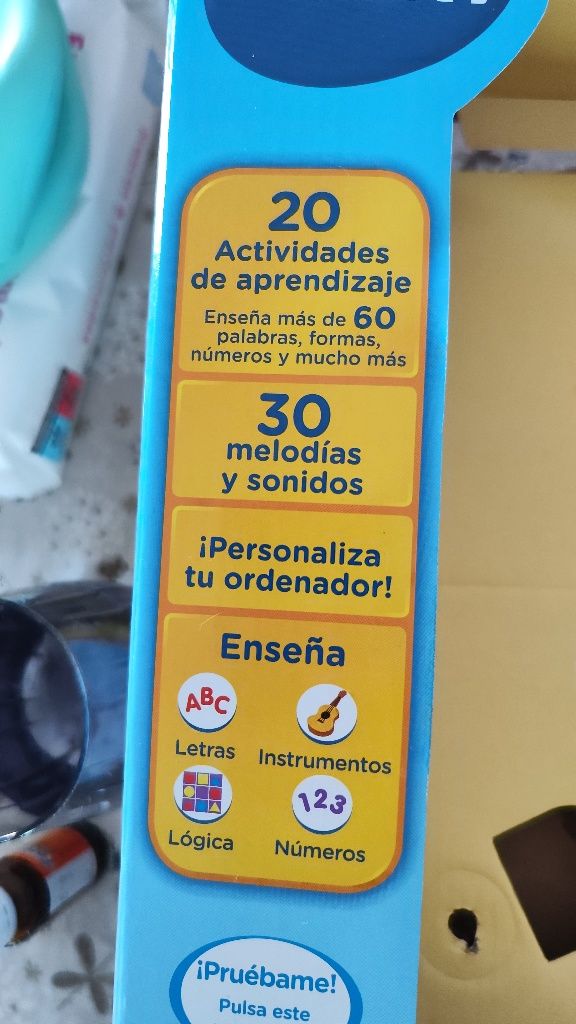 20
Actividades
de aprendizaje
Enseña más de 60
palabras, formas,
números y mucho más
30
melodías
y sonidos
¡Personaliza
tu ordenador!
Enseña
ABC
Letras
Instrumentos
Lógica
123
Números
¡Pruébame!
Pulsa este